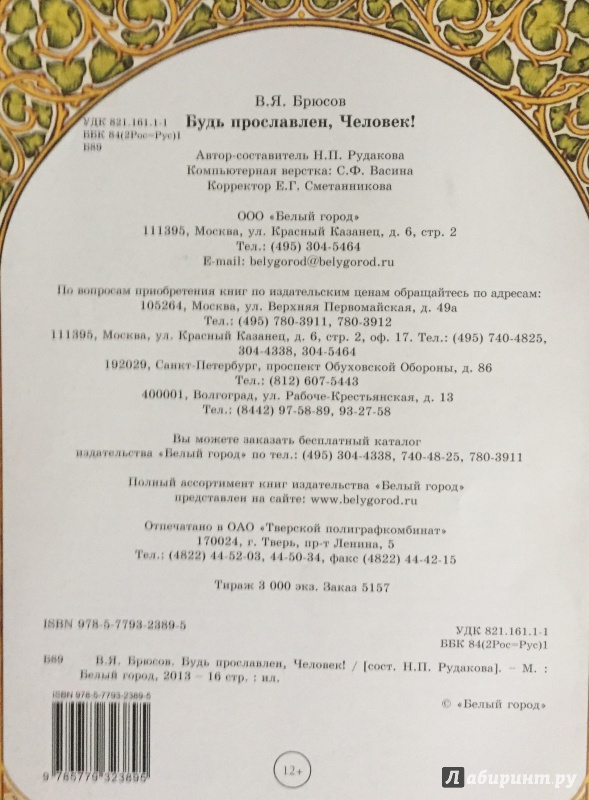 В.Я. Брюсов
УДК 821.161.1-1
Будь прославлен, Человек!
ББК 84(2Рос=Рус)1
Б89
Автор-составитель Н.П. Рудакова
Компьютерная верстка: С.Ф. Васина
Корректор Е.Г. Сметанникова
ООО «Белый город»
111395, Москва, ул. Красный Казанец, д. 6, стр. 2
Тел.: (495) 304-5464
E-mail: belygorod@belygorod.ru
По вопросам приобретения книг по издательским ценам обращайтесь по адресам:
105264, Москва, ул. Верхняя Первомайская, д. 49а
Тел.: (495) 780-3911, 780-3912
111395, Москва, ул. Красный Казанец, д. 6, стр. 2, оф. 17. Тел.: (495) 740-4825,
304-4338, 304-5464
192029, Санкт-Петербург, проспект Обуховской Обороны, д. 86
Тел.: (812) 607-5443
400001, Волгоград, ул. Рабоче-Крестьянская, д. 13
Тел.: (8442) 97-58-89, 93-27-58
Вы можете заказать бесплатный каталог
издательства «Белый город» по тел.: (495) 304-4338, 740-48-25, 780-3911
Полный ассортимент книг издательства «Белый город»
представлен на сайте: www.belygorod.ru
Отпечатано в ОАО «Тверской полиграфкомбинат»
170024, г. Тверь, пр-т Ленина, 5
Тел.: (4822) 44-52-03, 44-50-34, факс (4822) 44-42-15
Тираж 3 000 экз. Заказ 5157
ISBN 978-5-7793-2389-5
УДК 821.161.1-1
ББК 84(2Рос=Рус)1
Б89 В.Я. Брюсов. Будь прославлен, Человек! / [сост. Н.П. Рудакова]. – М. :
Белый город, 2013 – 16 стр. : ил.
ISBN 978-5-7793-2389-5
© «Белый город»
9 785779 323895
12+
Лабиринт.ру